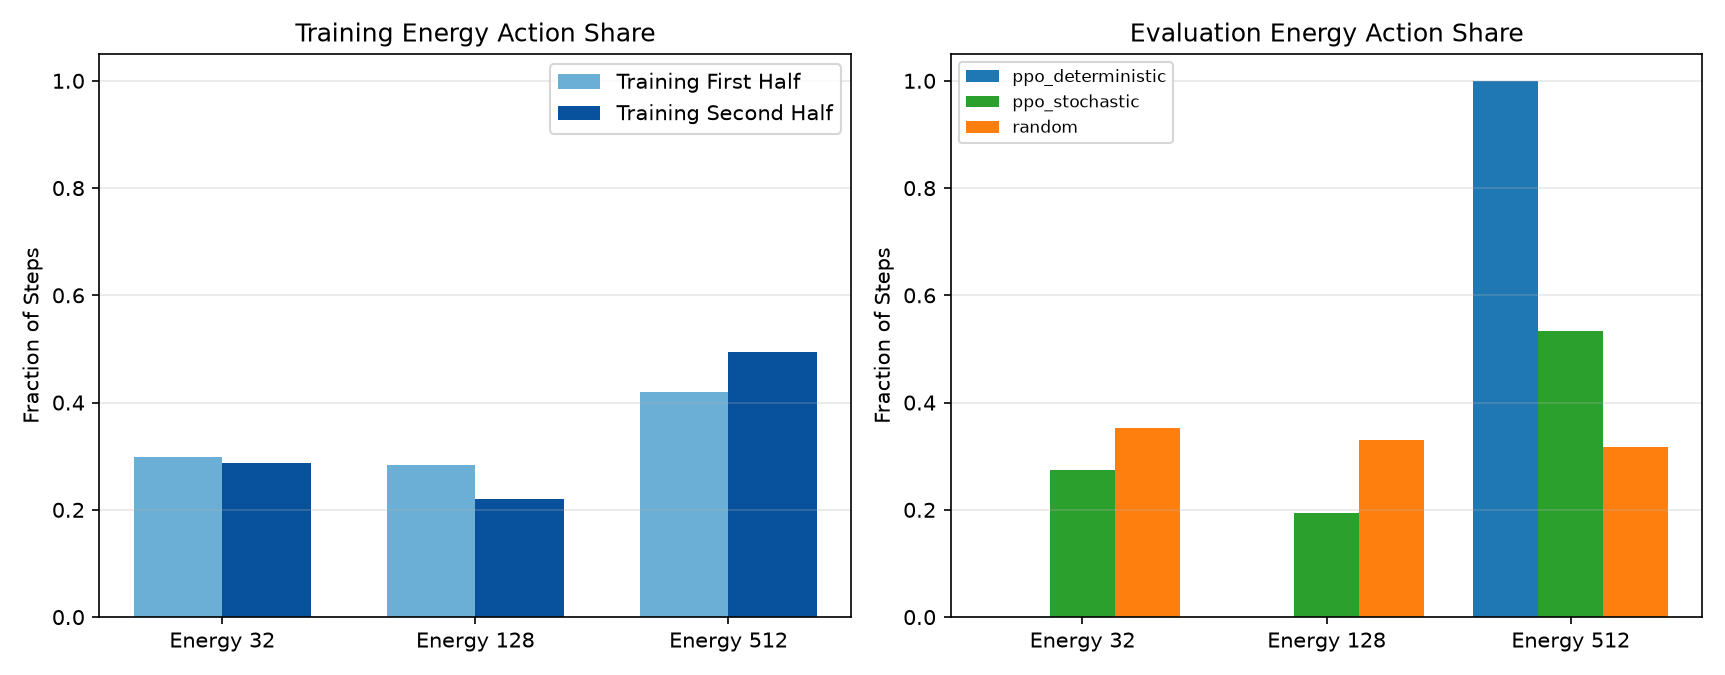 Training Energy Action Share
Training First Half
Training Second Half
Fraction of Steps
1.0
0.8
0.6
0.4
0.2
0.0
Energy 32
Energy 128
Energy 512
Evaluation Energy Action Share
ppo_deterministic
ppo_stochastic
random
Fraction of Steps
1.0
0.8
0.6
0.4
0.2
0.0
Energy 32
Energy 128
Energy 512